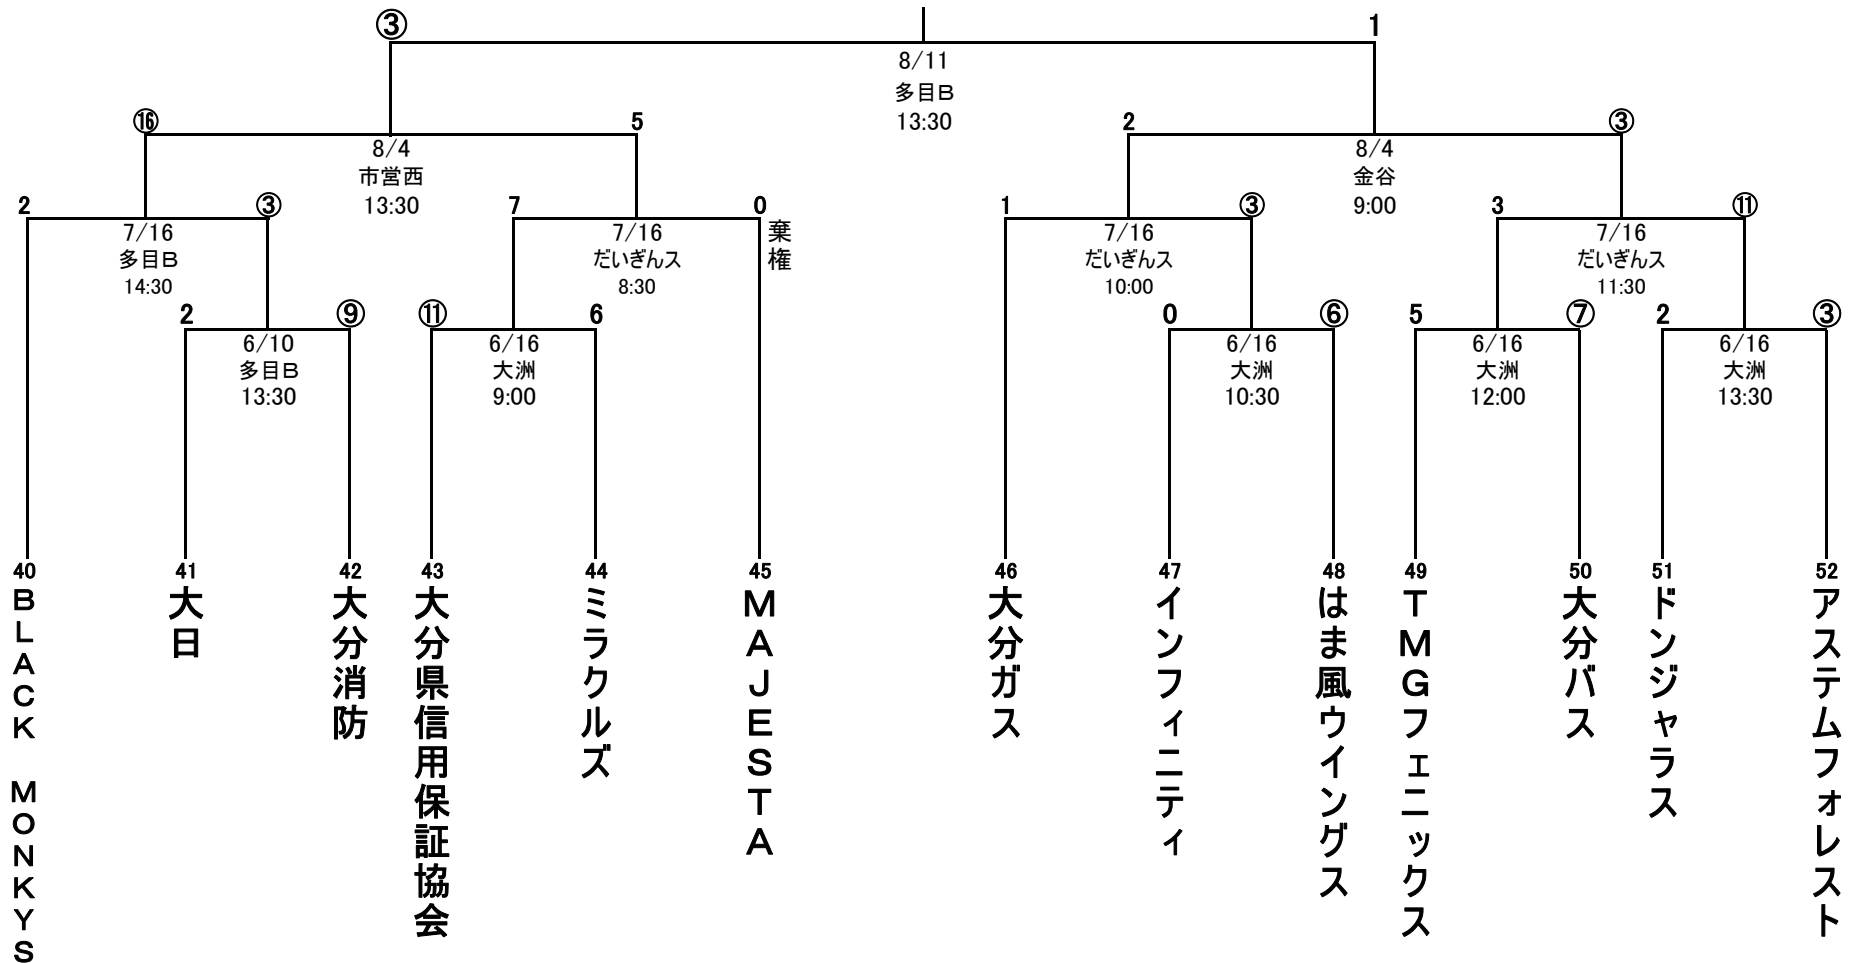 ③ 1
8/11
多目B
13:30
⑯ 5
8/4
市営西
13:30
2 ③
8/4
金谷
9:00
2 ③
7/16
多目B
14:30
7 0
棄権
7/16
だいぎんス
8:30
1 ③
7/16
だいぎんス
10:00
3 ⑪
7/16
だいぎんス
11:30
2 ⑨
6/10
多目B
13:30
⑪ 6
6/16
大洲
9:00
0 ⑥
6/16
大洲
10:30
5 ⑦
6/16
大洲
12:00
2 ③
6/16
大洲
13:30
40
BLACK MONKYS
41
大日
42
大分消防
43
大分県信用保証協会
44
ミラクルズ
45
MAJESTA
46
大分ガス
47
インフィニティ
48
はま風ウイングス
49
TMGフェニックス
50
大分バス
51
ドンジャラス
52
アステムフォレスト